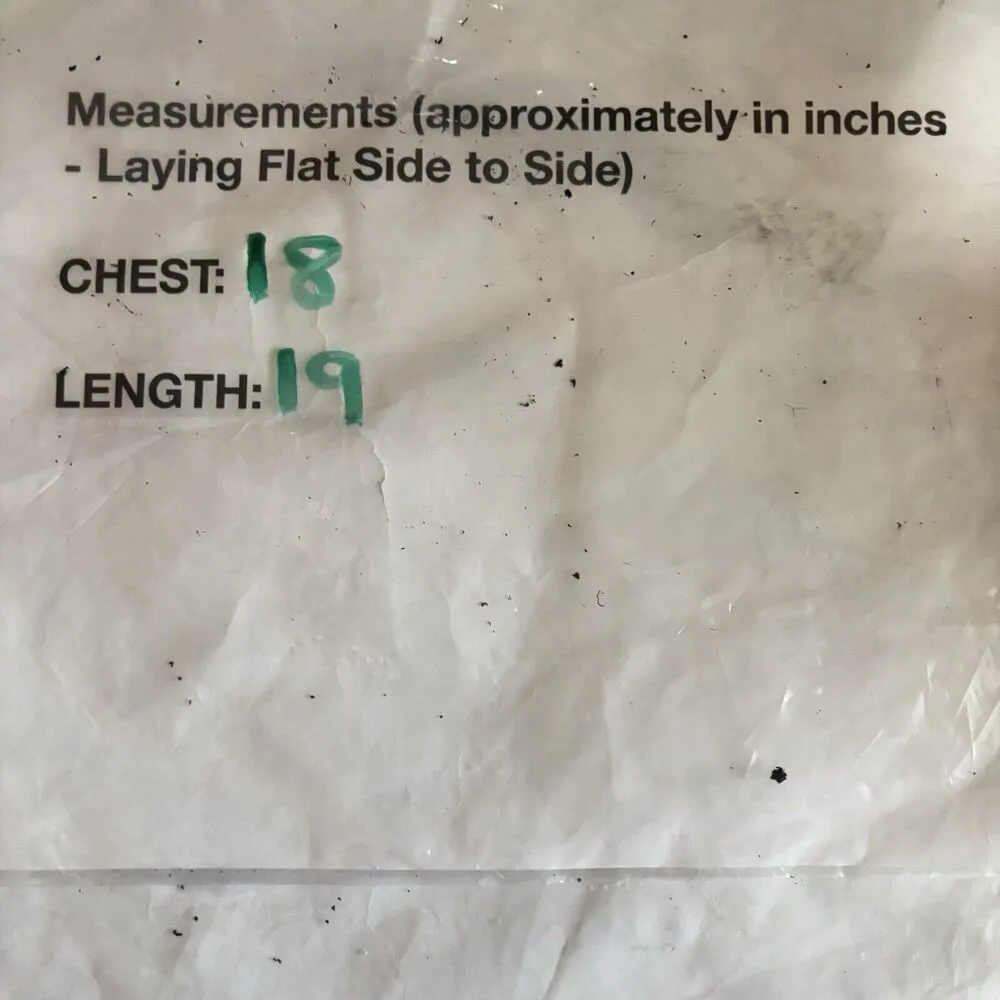 Measurements (approximately in inches
- Laying Flat Side to Side)
CHEST: 18
LENGTH: 19